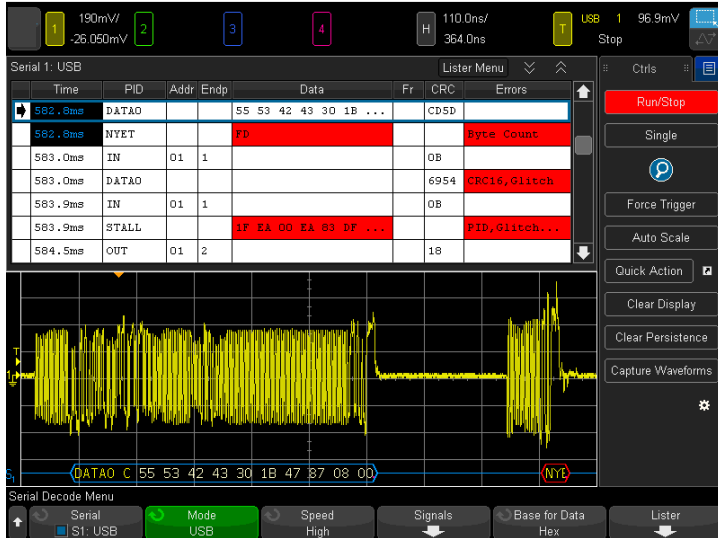 1 190mV/ -26.050mV 2 3 4 H 110.0ns/ 364.0ns T USB 1 96.9mV Stop
Serial 1: USB Lister Menu Ctrls
Time PID Addr Endp Data Fr CRC Errors
582.8ms DATA0 55 53 42 43 30 1B ... CD5D
582.8ms NYET FD Byte Count
583.0ms IN 01 1 0B
583.0ms DATA0 6954 CRC16,Glitch
583.9ms IN 01 1 0B
583.9ms STALL 1F EA 0C EA 83 DF ... PID,Glitch...
584.5ms OUT 01 2 18
Run/Stop
Single
Force Trigger
Auto Scale
Quick Action
Clear Display
Clear Persistence
Capture Waveforms
T
1
S1 DATA0 C 55 53 42 43 30 1B 47 87 08 00 NYE
Serial Decode Menu
Serial Mode Speed Signals Base for Data Lister
S1: USB USB High Hex